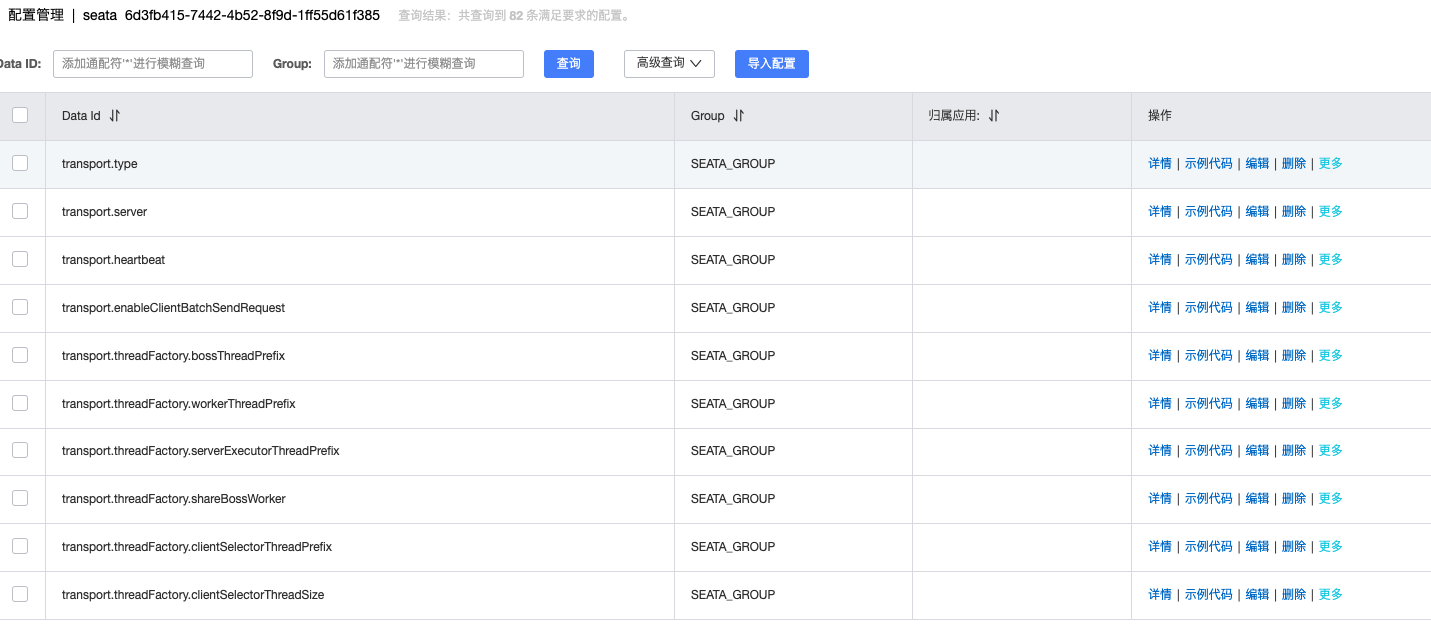 配置管理 | seata 6d3fb415-7442-4b52-8f9d-1ff55d61f385 查询结果：共查询到 82 条满足要求的配置。
Data ID: 添加通配符'*'进行模糊查询 Group: 添加通配符'*'进行模糊查询 查询 高级查询 导入配置
Data Id Group 归属应用: 操作
transport.type SEATA_GROUP 详情 | 示例代码 | 编辑 | 删除 | 更多
transport.server SEATA_GROUP 详情 | 示例代码 | 编辑 | 删除 | 更多
transport.heartbeat SEATA_GROUP 详情 | 示例代码 | 编辑 | 删除 | 更多
transport.enableClientBatchSendRequest SEATA_GROUP 详情 | 示例代码 | 编辑 | 删除 | 更多
transport.threadFactory.bossThreadPrefix SEATA_GROUP 详情 | 示例代码 | 编辑 | 删除 | 更多
transport.threadFactory.workerThreadPrefix SEATA_GROUP 详情 | 示例代码 | 编辑 | 删除 | 更多
transport.threadFactory.serverExecutorThreadPrefix SEATA_GROUP 详情 | 示例代码 | 编辑 | 删除 | 更多
transport.threadFactory.shareBossWorker SEATA_GROUP 详情 | 示例代码 | 编辑 | 删除 | 更多
transport.threadFactory.clientSelectorThreadPrefix SEATA_GROUP 详情 | 示例代码 | 编辑 | 删除 | 更多
transport.threadFactory.clientSelectorThreadSize SEATA_GROUP 详情 | 示例代码 | 编辑 | 删除 | 更多